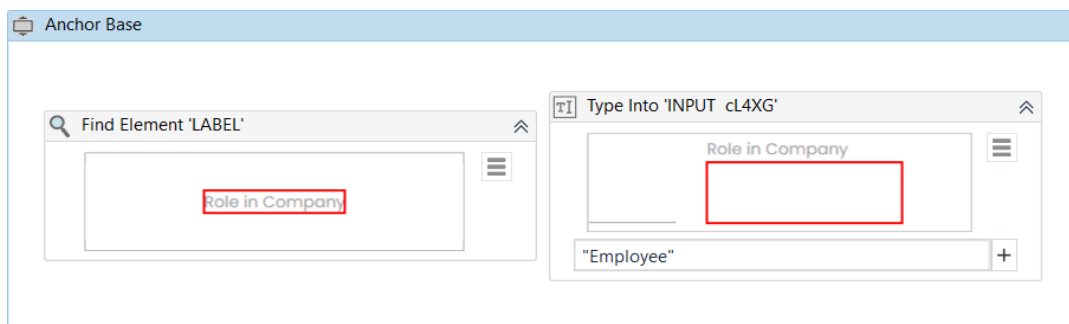 Anchor Base
Find Element 'LABEL'
Role in Company
Type Into 'INPUT cL4XG'
Role in Company
"Employee"